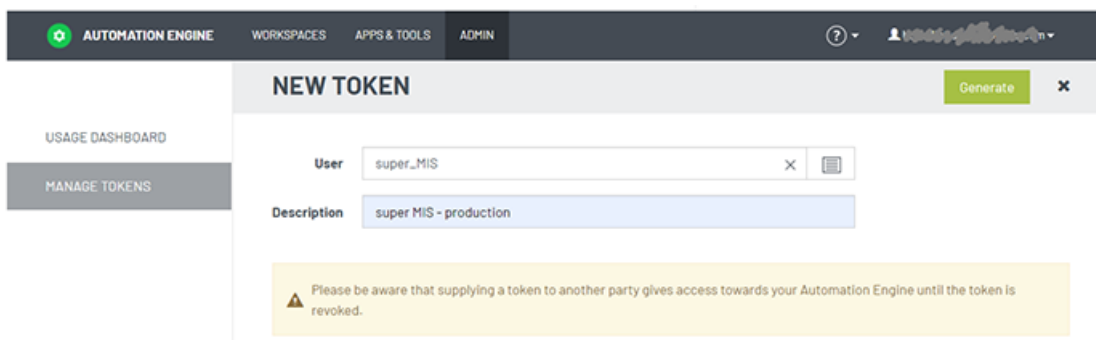 AUTOMATION ENGINE WORKSPACES APPS & TOOLS ADMIN ?
NEW TOKEN Generate
USAGE DASHBOARD
MANAGE TOKENS
User super_MIS
Description super MIS - production
Please be aware that supplying a token to another party gives access towards your Automation Engine until the token is
revoked.